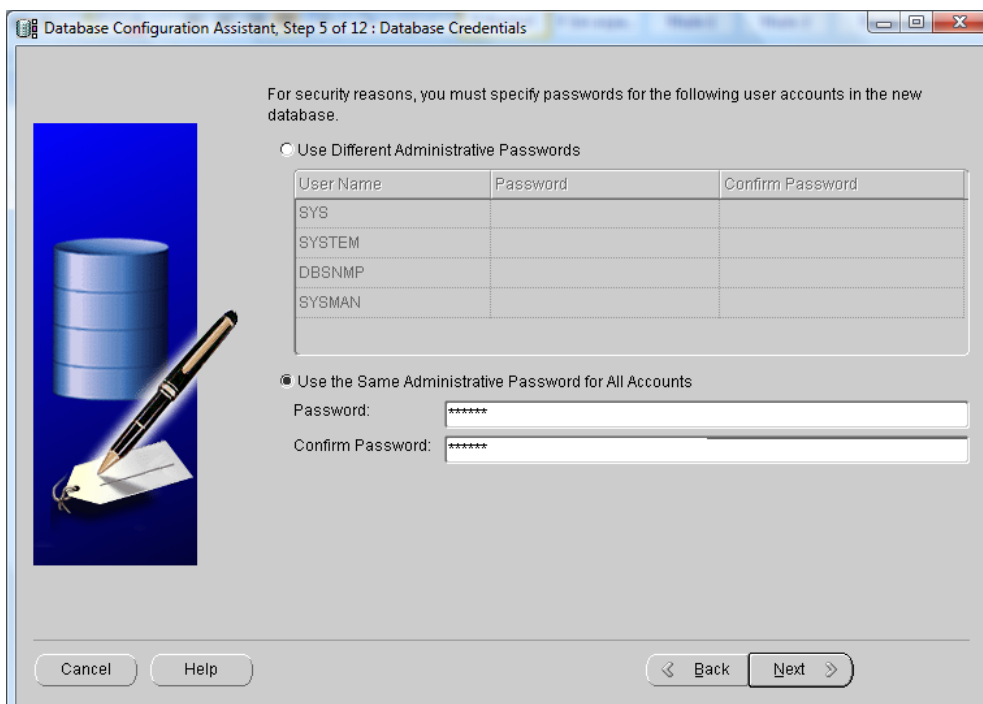 Database Configuration Assistant, Step 5 of 12 : Database Credentials
For security reasons, you must specify passwords for the following user accounts in the new
database.
Use Different Administrative Passwords
User Name Password Confirm Password
SYS
SYSTEM
DBSNMP
SYSMAN
Use the Same Administrative Password for All Accounts
Password: ******
Confirm Password: ******
Cancel Help Back Next